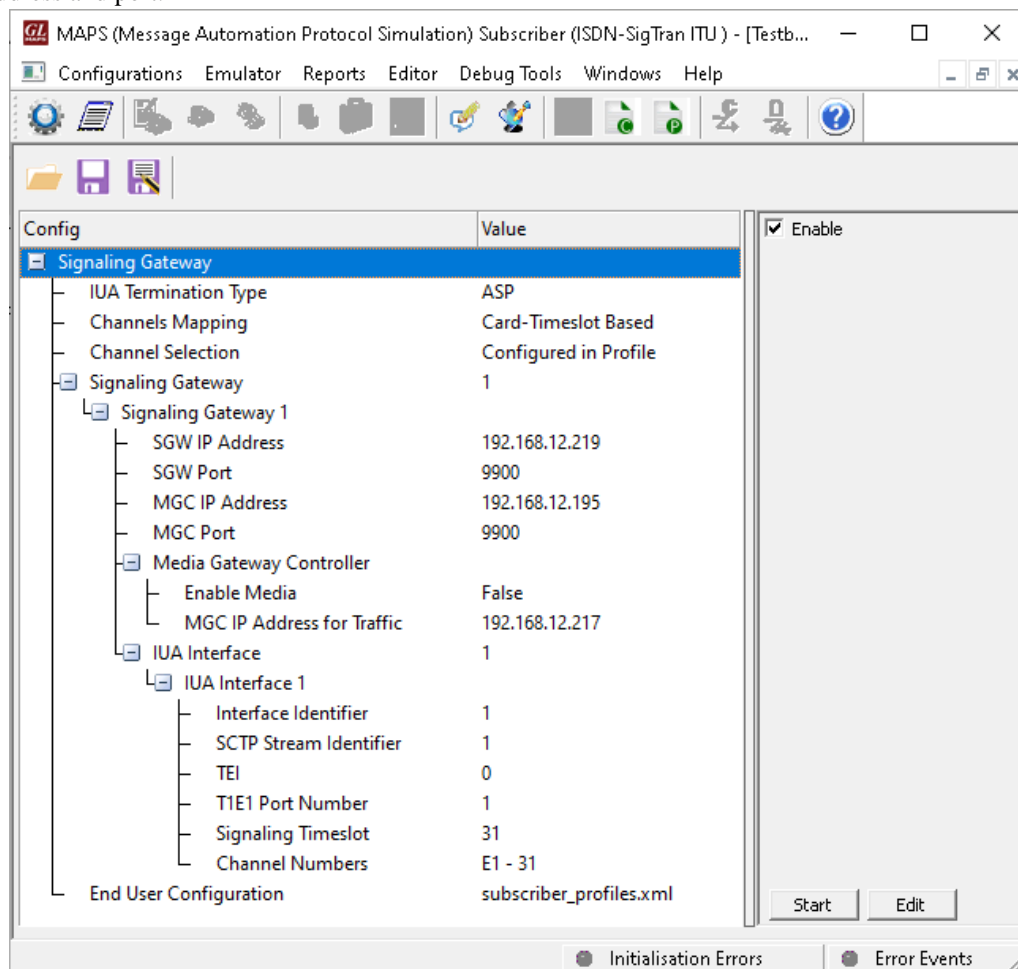 GL MAPS MAPS (Message Automation Protocol Simulation) Subscriber (ISDN-SigTran ITU ) - [Testb...
Configurations Emulator Reports Editor Debug Tools Windows Help
Config Value
Enable
Signaling Gateway
IUA Termination Type ASP
Channels Mapping Card-Timeslot Based
Channel Selection Configured in Profile
Signaling Gateway 1
Signaling Gateway 1
SGW IP Address 192.168.12.219
SGW Port 9900
MGC IP Address 192.168.12.195
MGC Port 9900
Media Gateway Controller
Enable Media False
MGC IP Address for Traffic 192.168.12.217
IUA Interface 1
IUA Interface 1
Interface Identifier 1
SCTP Stream Identifier 1
TEI 0
T1E1 Port Number 1
Signaling Timeslot 31
Channel Numbers E1 - 31
End User Configuration subscriber_profiles.xml
Start Edit
Initialisation Errors Error Events